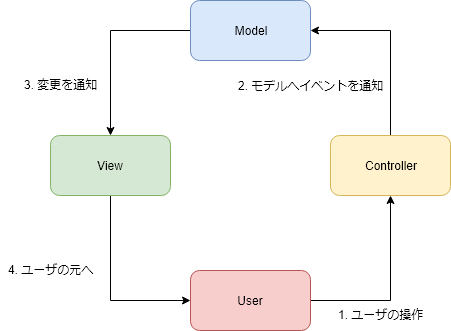 Model
3. 変更を通知
2. モデルへイベントを通知
View
Controller
4. ユーザの元へ
User
1. ユーザの操作